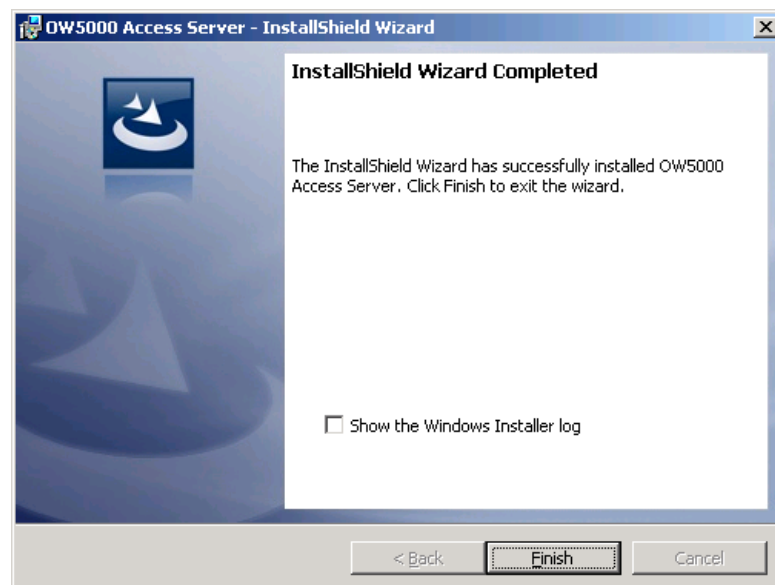 OW5000 Access Server - InstallShield Wizard
InstallShield Wizard Completed
The InstallShield Wizard has successfully installed OW5000
Access Server. Click Finish to exit the wizard.
Show the Windows Installer log
< Back
Finish
Cancel